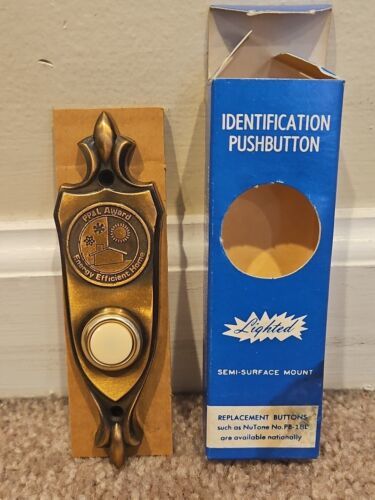 PP&L Award
Energy Efficient Home
IDENTIFICATION
PUSHBUTTON
Lighted
SEMI-SURFACE MOUNT
REPLACEMENT BUTTONS
such as NuTone No. PB-18L
are available nationally